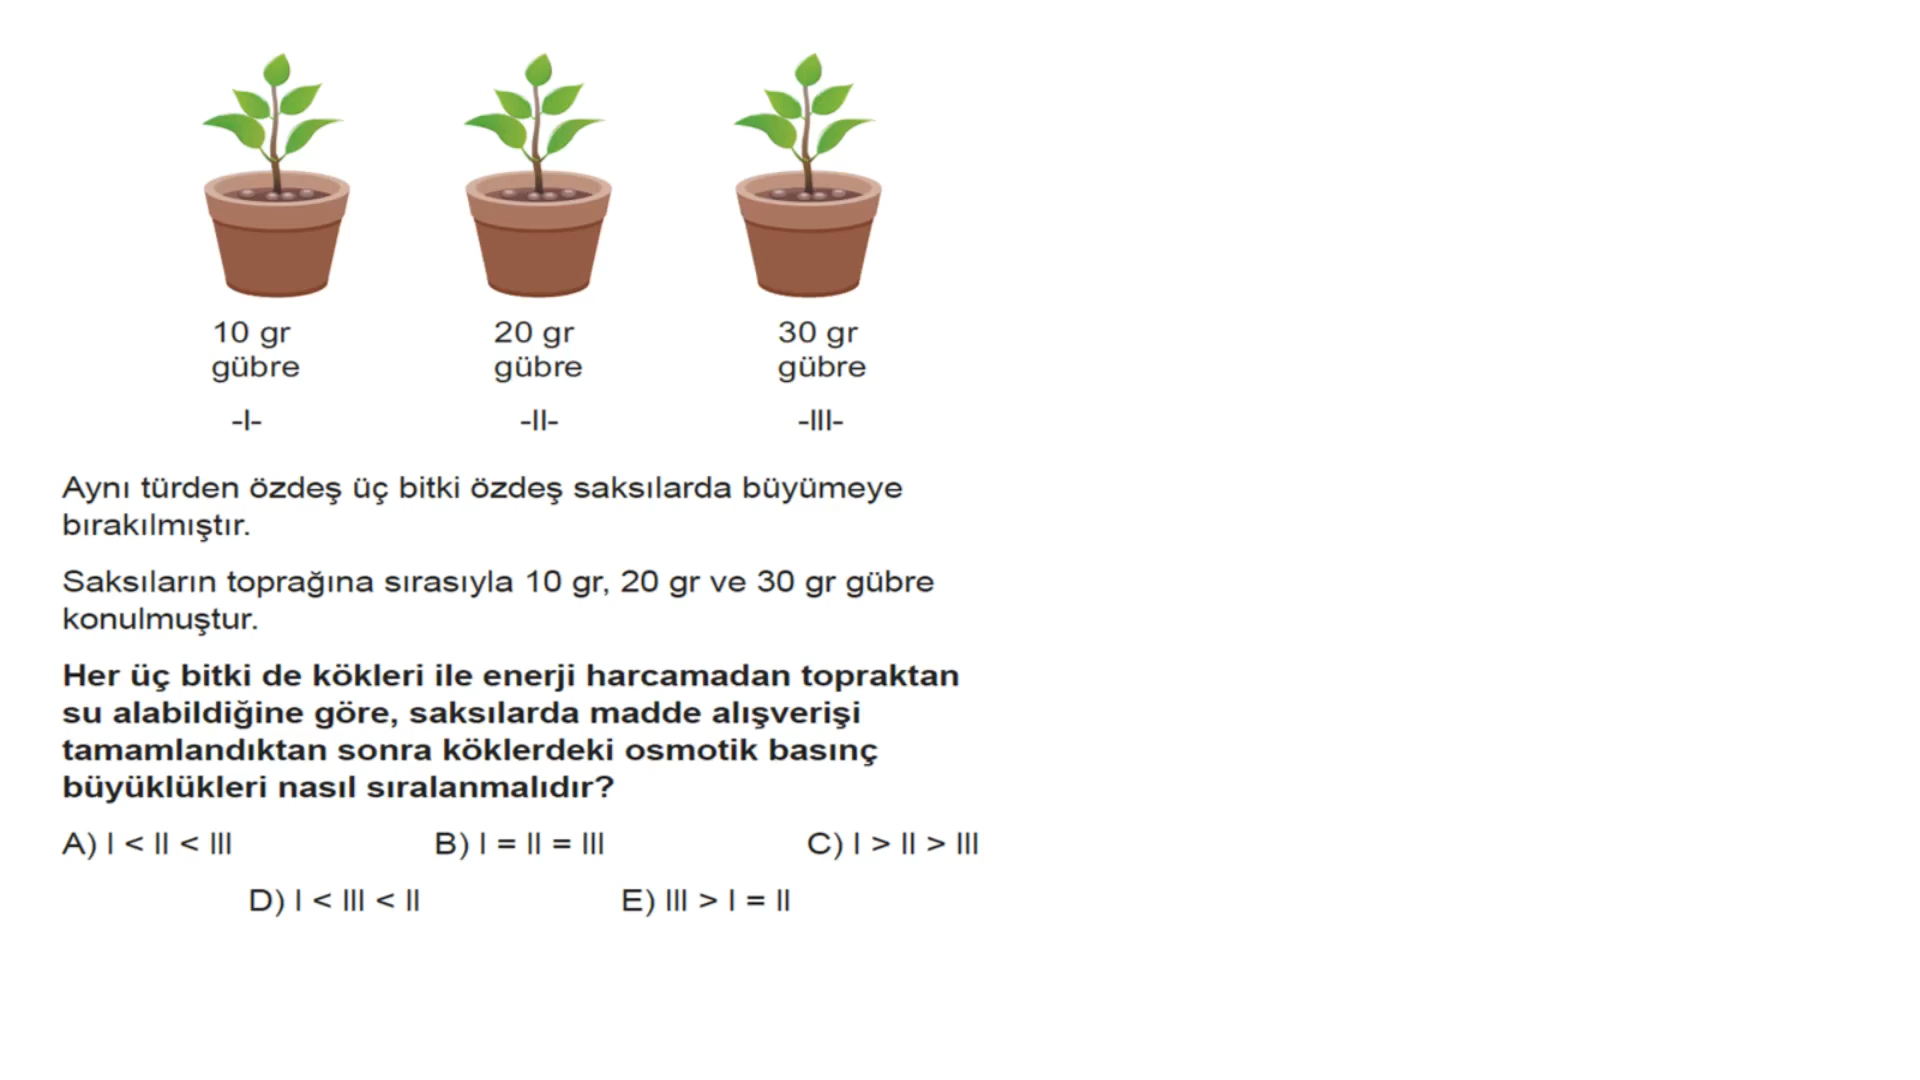 10 gr
gübre
20 gr
gübre
30 gr
gübre
-I-
-II-
-III-
Aynı türden özdeş üç bitki özdeş saksılarda büyümeye
bırakılmıştır.
Saksıların toprağına sırasıyla 10 gr, 20 gr ve 30 gr gübre
konulmuştur.
Her üç bitki de kökleri ile enerji harcamadan topraktan
su alabildiğine göre, saksılarda madde alışverişi
tamamlandıktan sonra köklerdeki osmotik basınç
büyüklükleri nasıl sıralanmalıdır?
A) I < II < III
B) I = II = III
C) I > II > III
D) I < III < II
E) III > I = II